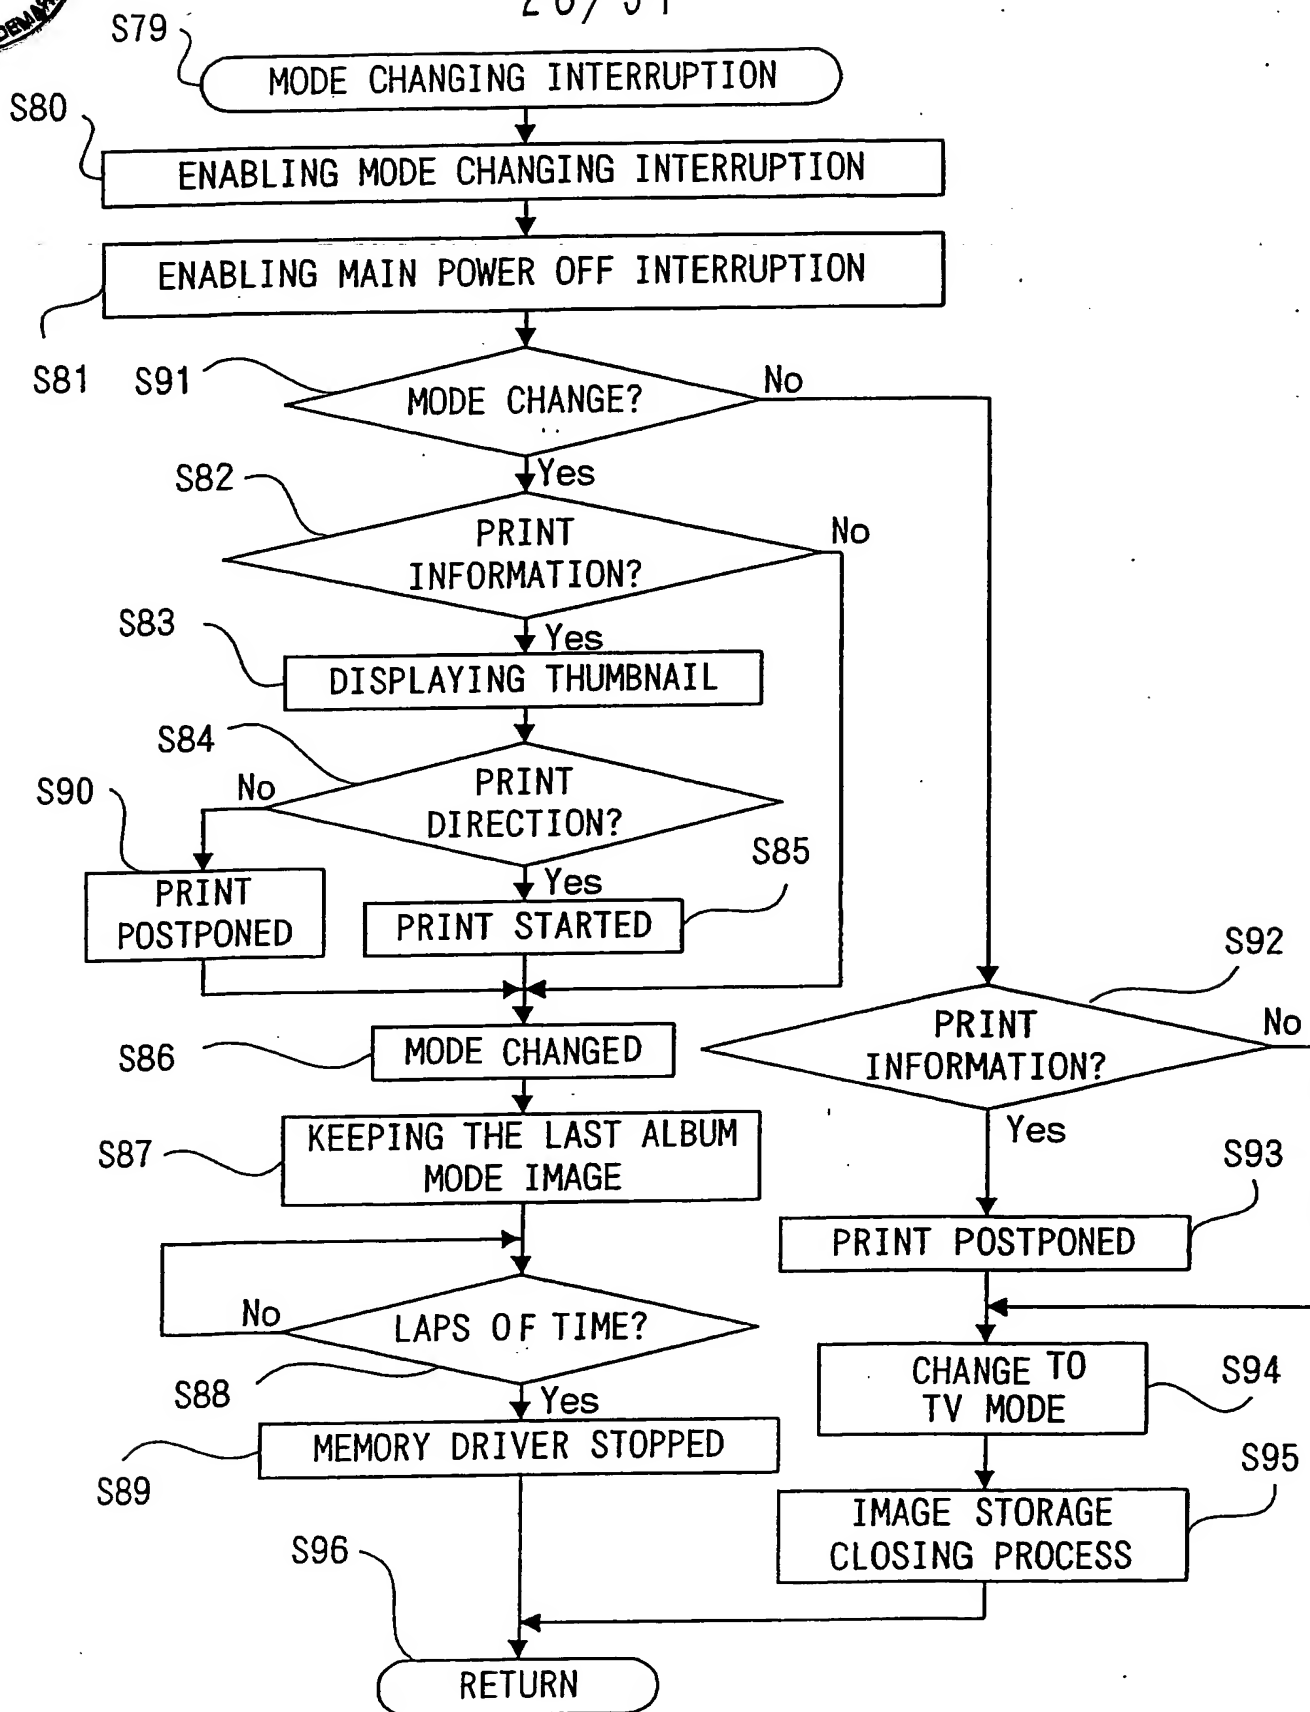 S79
MODE CHANGING INTERRUPTION
S80
ENABLING MODE CHANGING INTERRUPTION
ENABLING MAIN POWER OFF INTERRUPTION
S81
S91
MODE CHANGE?
No
Yes
S82
PRINT
INFORMATION?
No
Yes
S83
DISPLAYING THUMBNAIL
S84
PRINT
DIRECTION?
No
S90
PRINT
POSTPONED
Yes
S85
PRINT STARTED
S86
MODE CHANGED
S92
PRINT
INFORMATION?
No
Yes
S87
KEEPING THE LAST ALBUM
MODE IMAGE
S93
PRINT POSTPONED
LAPS OF TIME?
No
S88
Yes
CHANGE TO
TV MODE
S94
S89
MEMORY DRIVER STOPPED
S95
IMAGE STORAGE
CLOSING PROCESS
S96
RETURN